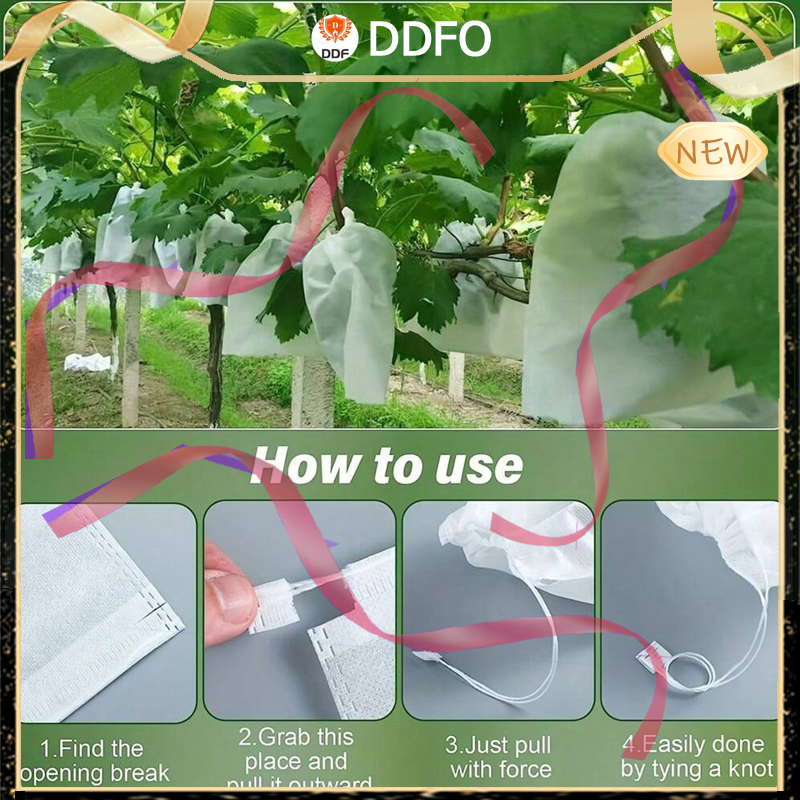 DDF
DDFO
NEW
How to use
1.Find the
opening break
2.Grab this
place and
pull it outward
3.Just pull
with force
4.Easily done
by tying a knot